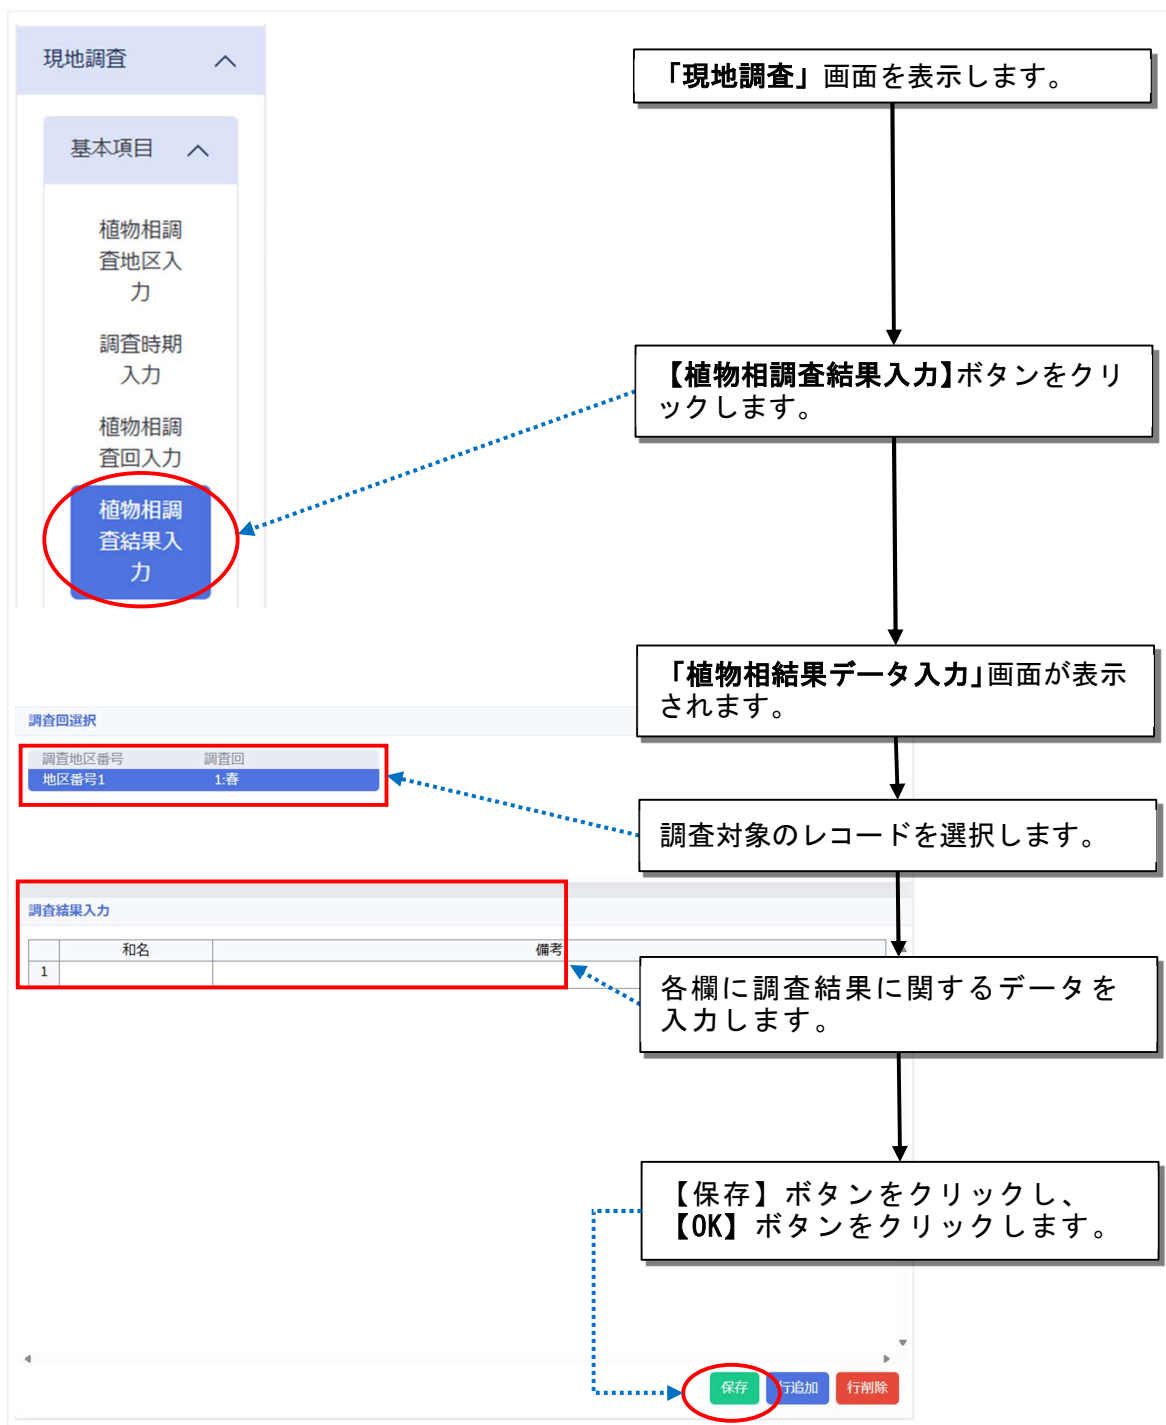 現地調査
基本項目
植物相調
査地区入
力
調査時期
入力
植物相調
査回入力
植物相調
査結果入
力
「現地調査」画面を表示します。
【植物相調査結果入力】ボタンをクリ
ックします。
「植物相結果データ入力」画面が表示
されます。
調査回選択
調査地区番号 調査回
地区番号1 1:春
調査対象のレコードを選択します。
調査結果入力
和名 備考
1
各欄に調査結果に関するデータを
入力します。
【保存】ボタンをクリックし、
【OK】ボタンをクリックします。
保存 行追加 行削除